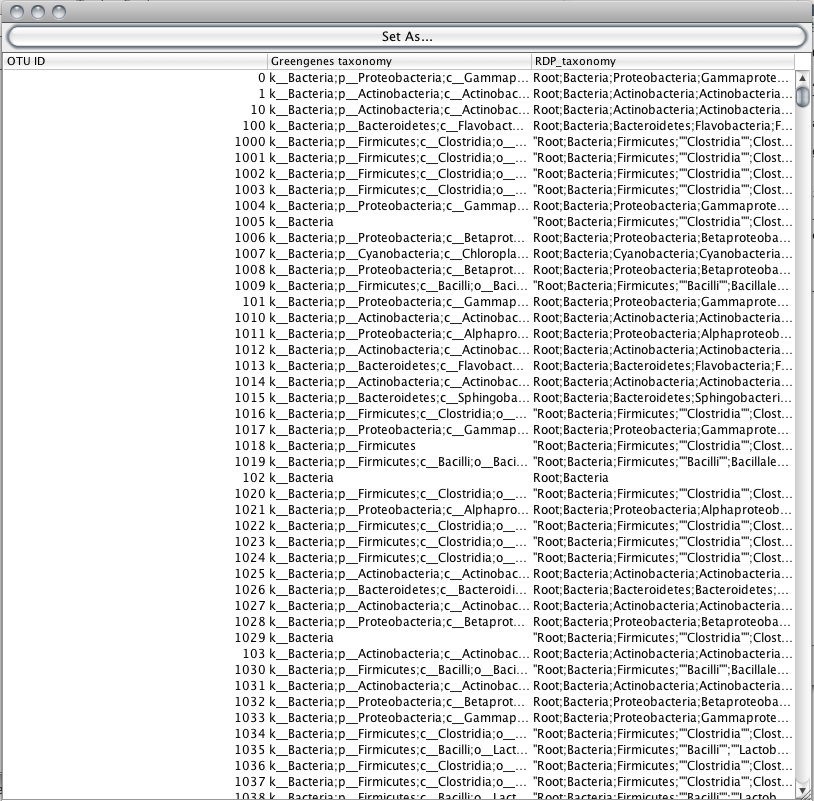 Set As...
OTU ID Greengenes taxonomy RDP_taxonomy
0 k__Bacteria;p__Proteobacteria;c__Gammap... Root;Bacteria;Proteobacteria;Gammaprote...
1 k__Bacteria;p__Actinobacteria;c__Actinobac... Root;Bacteria;Actinobacteria;Actinobacteria...
10 k__Bacteria;p__Actinobacteria;c__Actinobac... Root;Bacteria;Actinobacteria;Actinobacteria...
100 k__Bacteria;p__Bacteroidetes;c__Flavobact... Root;Bacteria;Bacteroidetes;Flavobacteria;F...
1000 k__Bacteria;p__Firmicutes;c__Clostridia;o__... "Root;Bacteria;Firmicutes;""Clostridia"";Clost...
1001 k__Bacteria;p__Firmicutes;c__Clostridia;o__... "Root;Bacteria;Firmicutes;""Clostridia"";Clost...
1002 k__Bacteria;p__Firmicutes;c__Clostridia;o__... "Root;Bacteria;Firmicutes;""Clostridia"";Clost...
1003 k__Bacteria;p__Firmicutes;c__Clostridia;o__... "Root;Bacteria;Firmicutes;""Clostridia"";Clost...
1004 k__Bacteria;p__Proteobacteria;c__Gammap... Root;Bacteria;Proteobacteria;Gammaprote...
1005 k__Bacteria "Root;Bacteria;Firmicutes;""Clostridia"";Clost...
1006 k__Bacteria;p__Proteobacteria;c__Betaprot... Root;Bacteria;Proteobacteria;Betaproteoba...
1007 k__Bacteria;p__Cyanobacteria;c__Chloropla... Root;Bacteria;Cyanobacteria;Cyanobacteria...
1008 k__Bacteria;p__Proteobacteria;c__Betaprot... Root;Bacteria;Proteobacteria;Betaproteoba...
1009 k__Bacteria;p__Firmicutes;c__Bacilli;o__Baci... "Root;Bacteria;Firmicutes;""Bacilli"";Bacillale...
101 k__Bacteria;p__Proteobacteria;c__Gammap... Root;Bacteria;Proteobacteria;Gammaprote...
1010 k__Bacteria;p__Actinobacteria;c__Actinobac... Root;Bacteria;Actinobacteria;Actinobacteria...
1011 k__Bacteria;p__Proteobacteria;c__Alphapro... Root;Bacteria;Proteobacteria;Alphaproteob...
1012 k__Bacteria;p__Actinobacteria;c__Actinobac... Root;Bacteria;Actinobacteria;Actinobacteria...
1013 k__Bacteria;p__Bacteroidetes;c__Flavobact... Root;Bacteria;Bacteroidetes;Flavobacteria;F...
1014 k__Bacteria;p__Actinobacteria;c__Actinobac... Root;Bacteria;Actinobacteria;Actinobacteria...
1015 k__Bacteria;p__Bacteroidetes;c__Sphingoba... Root;Bacteria;Bacteroidetes;Sphingobacteri...
1016 k__Bacteria;p__Firmicutes;c__Clostridia;o__... "Root;Bacteria;Firmicutes;""Clostridia"";Clost...
1017 k__Bacteria;p__Proteobacteria;c__Gammap... Root;Bacteria;Proteobacteria;Gammaprote...
1018 k__Bacteria;p__Firmicutes "Root;Bacteria;Firmicutes;""Clostridia"";Clost...
1019 k__Bacteria;p__Firmicutes;c__Bacilli;o__Baci... "Root;Bacteria;Firmicutes;""Bacilli"";Bacillale...
102 k__Bacteria Root;Bacteria
1020 k__Bacteria;p__Firmicutes;c__Clostridia;o__... "Root;Bacteria;Firmicutes;""Clostridia"";Clost...
1021 k__Bacteria;p__Proteobacteria;c__Alphapro... Root;Bacteria;Proteobacteria;Alphaproteob...
1022 k__Bacteria;p__Firmicutes;c__Clostridia;o__... "Root;Bacteria;Firmicutes;""Clostridia"";Clost...
1023 k__Bacteria;p__Firmicutes;c__Clostridia;o__... "Root;Bacteria;Firmicutes;""Clostridia"";Clost...
1024 k__Bacteria;p__Firmicutes;c__Clostridia;o__... "Root;Bacteria;Firmicutes;""Clostridia"";Clost...
1025 k__Bacteria;p__Actinobacteria;c__Actinobac... Root;Bacteria;Actinobacteria;Actinobacteria...
1026 k__Bacteria;p__Bacteroidetes;c__Bacteroidi... Root;Bacteria;Bacteroidetes;Bacteroidetes;...
1027 k__Bacteria;p__Actinobacteria;c__Actinobac... Root;Bacteria;Actinobacteria;Actinobacteria...
1028 k__Bacteria;p__Proteobacteria;c__Betaprot... Root;Bacteria;Proteobacteria;Betaproteoba...
1029 k__Bacteria "Root;Bacteria;Firmicutes;""Clostridia"";Clost...
103 k__Bacteria;p__Actinobacteria;c__Actinobac... Root;Bacteria;Actinobacteria;Actinobacteria...
1030 k__Bacteria;p__Firmicutes;c__Bacilli;o__Baci... "Root;Bacteria;Firmicutes;""Bacilli"";Bacillale...
1031 k__Bacteria;p__Actinobacteria;c__Actinobac... Root;Bacteria;Actinobacteria;Actinobacteria...
1032 k__Bacteria;p__Proteobacteria;c__Betaprot... Root;Bacteria;Proteobacteria;Betaproteoba...
1033 k__Bacteria;p__Proteobacteria;c__Gammap... Root;Bacteria;Proteobacteria;Gammaprote...
1034 k__Bacteria;p__Firmicutes;c__Clostridia;o__... "Root;Bacteria;Firmicutes;""Clostridia"";Clost...
1035 k__Bacteria;p__Firmicutes;c__Bacilli;o__Lact... "Root;Bacteria;Firmicutes;""Bacilli"";""Lactob...
1036 k__Bacteria;p__Firmicutes;c__Clostridia;o__... "Root;Bacteria;Firmicutes;""Clostridia"";Clost...
1037 k__Bacteria;p__Firmicutes;c__Clostridia;o__... "Root;Bacteria;Firmicutes;""Clostridia"";Clost...
1038 k__Bacteria;p__Firmicutes;c__Bacilli;o__Lact... "Root;Bacteria;Firmicutes;""Bacilli"";""Lactob...